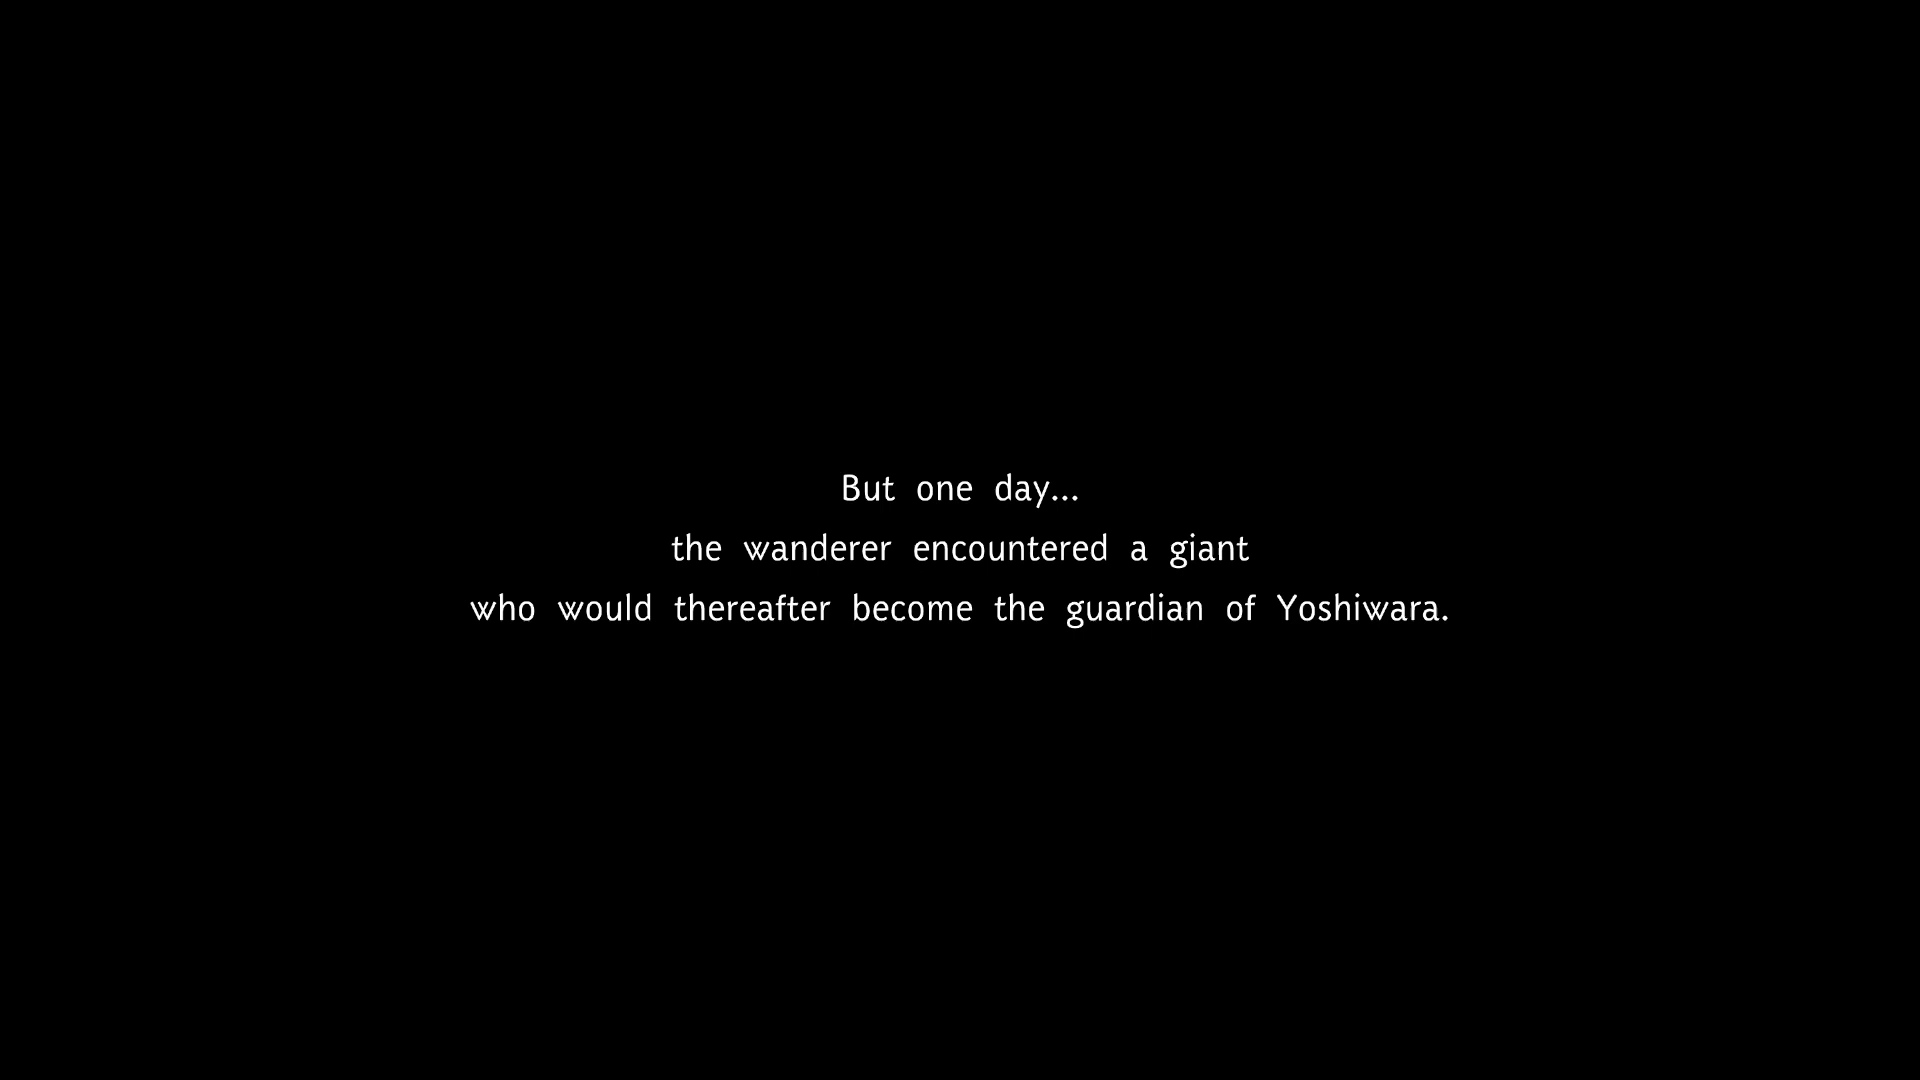 But one day...
the wanderer encountered a giant
who would thereafter become the guardian of Yoshiwara.